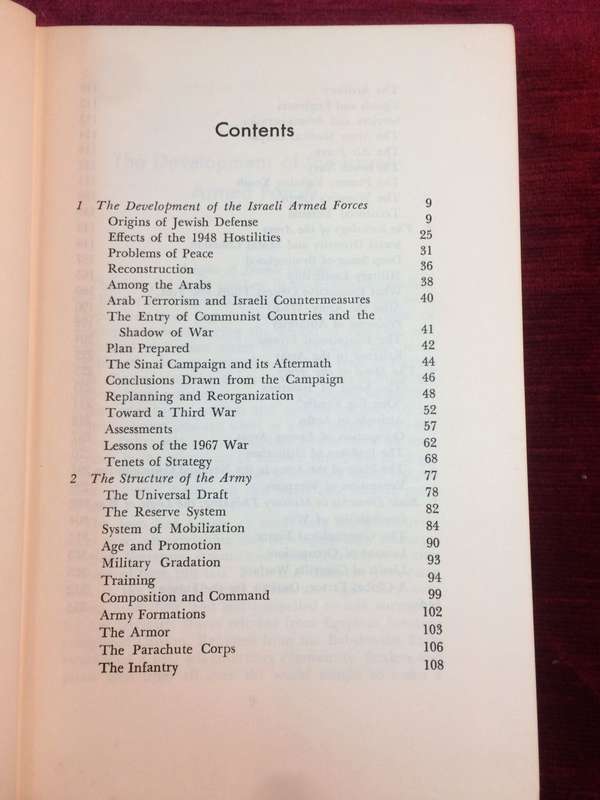 Contents
1 The Development of the Israeli Armed Forces 9
Origins of Jewish Defense 9
Effects of the 1948 Hostilities 25
Problems of Peace 31
Reconstruction 36
Among the Arabs 38
Arab Terrorism and Israeli Countermeasures 40
The Entry of Communist Countries and the
Shadow of War 41
Plan Prepared 42
The Sinai Campaign and its Aftermath 44
Conclusions Drawn from the Campaign 46
Replanning and Reorganization 48
Toward a Third War 52
Assessments 57
Lessons of the 1967 War 62
Tenets of Strategy 68
2 The Structure of the Army 77
The Universal Draft 78
The Reserve System 82
System of Mobilization 84
Age and Promotion 90
Military Gradation 93
Training 94
Composition and Command 99
Army Formations 102
The Armor 103
The Parachute Corps 106
The Infantry 108